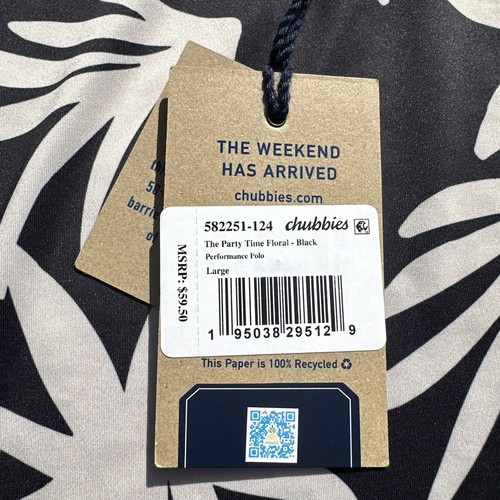 THE WEEKEND
HAS ARRIVED
chubbies.com
582251-124 chubbies
The Party Time Floral - Black
Performance Polo
Large
MSRP: $59.50
1 95038 29512 9
This Paper is 100% Recycled